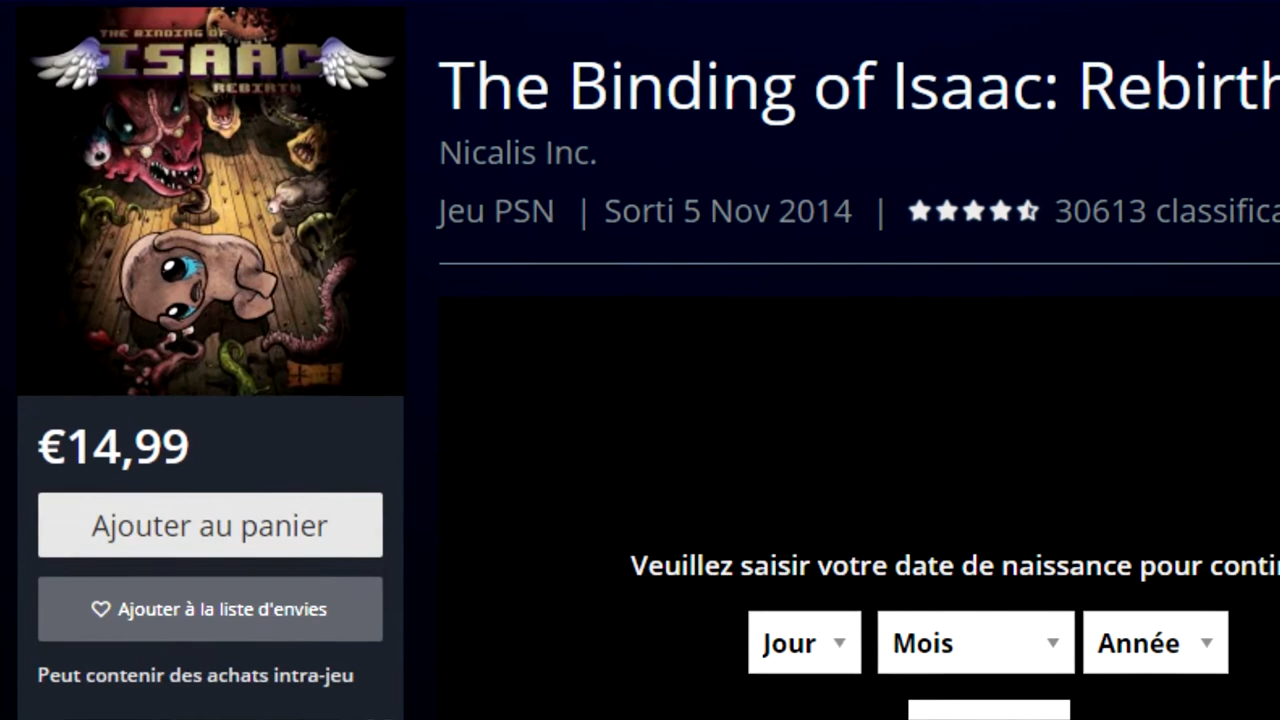 THE BINDING OF
ISAAC
REBIRTH
The Binding of Isaac: Rebirth
Nicalis Inc.
Jeu PSN | Sorti 5 Nov 2014 | 30613 classifica
€14,99
Ajouter au panier
Ajouter à la liste d'envies
Peut contenir des achats intra-jeu
Veuillez saisir votre date de naissance pour conti
Jour Mois Année